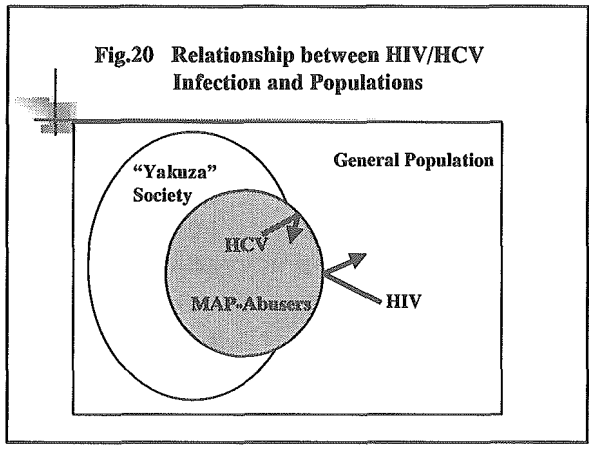 Fig.20 Relationship between HIV/HCV
Infection and Populations
General Population
“Yakuza”
Society
HCV
MAP-Abusers
HIV